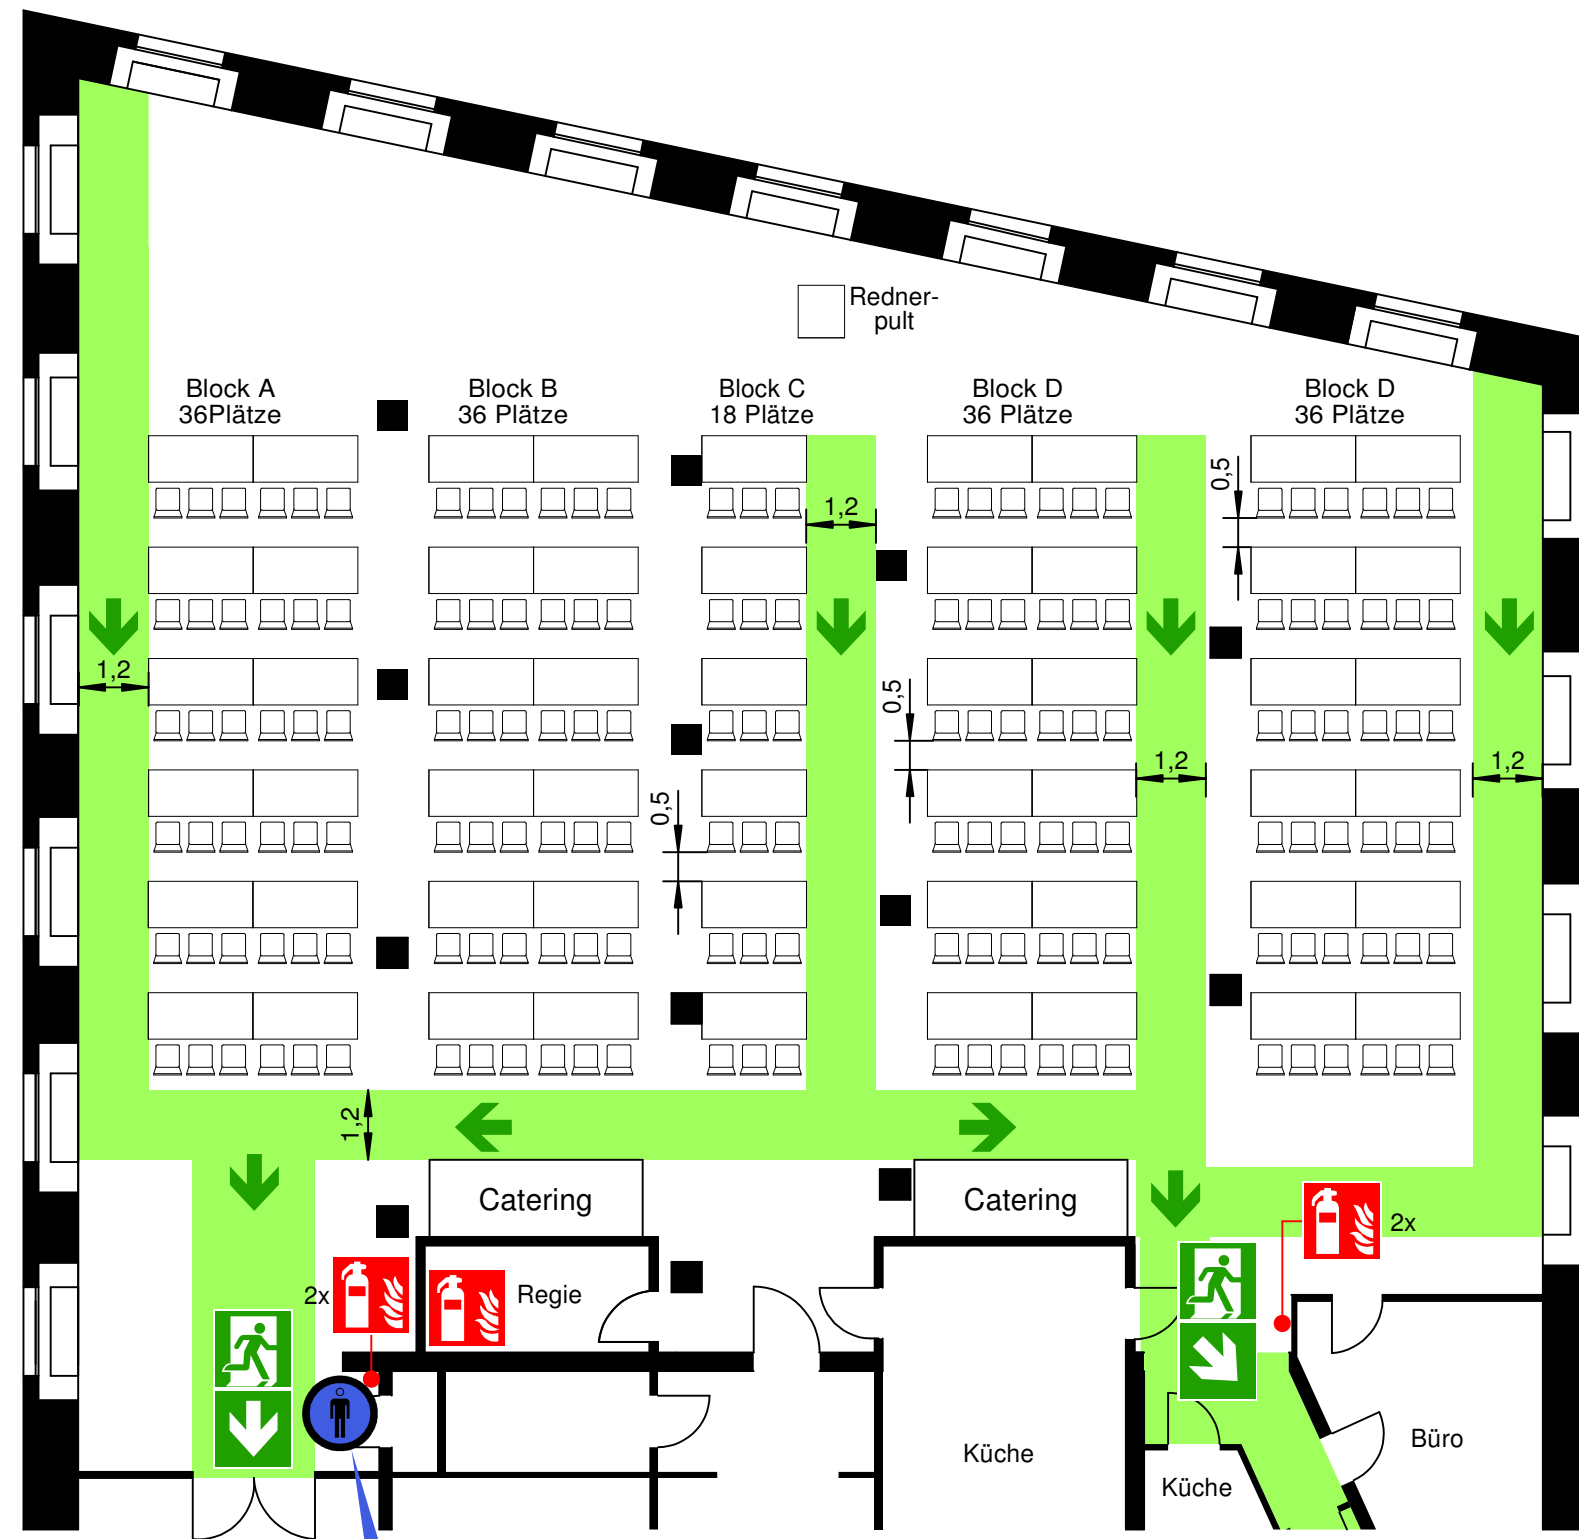 Redner-
pult
Block A
36Plätze
Block B
36 Plätze
Block C
18 Plätze
Block D
36 Plätze
Block D
36 Plätze
0,5
1,2
1,2
0,5
1,2
1,2
0,5
1,2
Catering
Catering
2x
2x
Regie
Küche
Büro
Küche